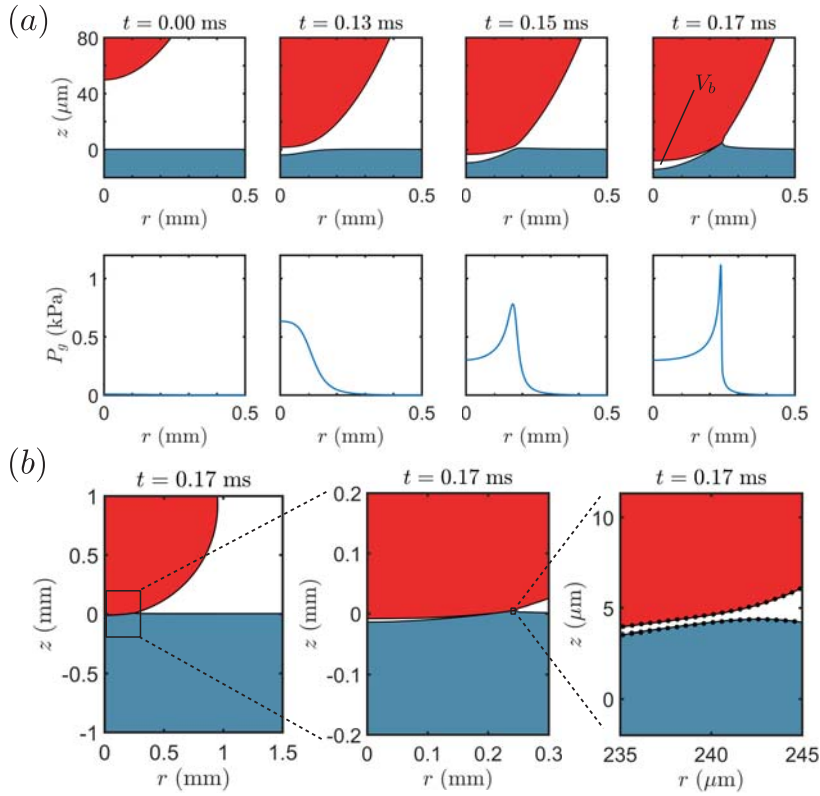 (a)
t = 0.00 ms
t = 0.13 ms
t = 0.15 ms
t = 0.17 ms
80
40
0
z (μm)
V_b
0 0.5
0 0.5
0 0.5
0 0.5
r (mm)
r (mm)
r (mm)
r (mm)
1
0.5
0
P_g (kPa)
0 0.5
0 0.5
0 0.5
0 0.5
r (mm)
r (mm)
r (mm)
r (mm)
(b)
t = 0.17 ms
t = 0.17 ms
t = 0.17 ms
1
0.5
0
-0.5
-1
z (mm)
0 0.5 1 1.5
r (mm)
0.2
0.1
0
-0.1
-0.2
z (mm)
0 0.1 0.2 0.3
r (mm)
10
5
0
z (μm)
235 240 245
r (μm)